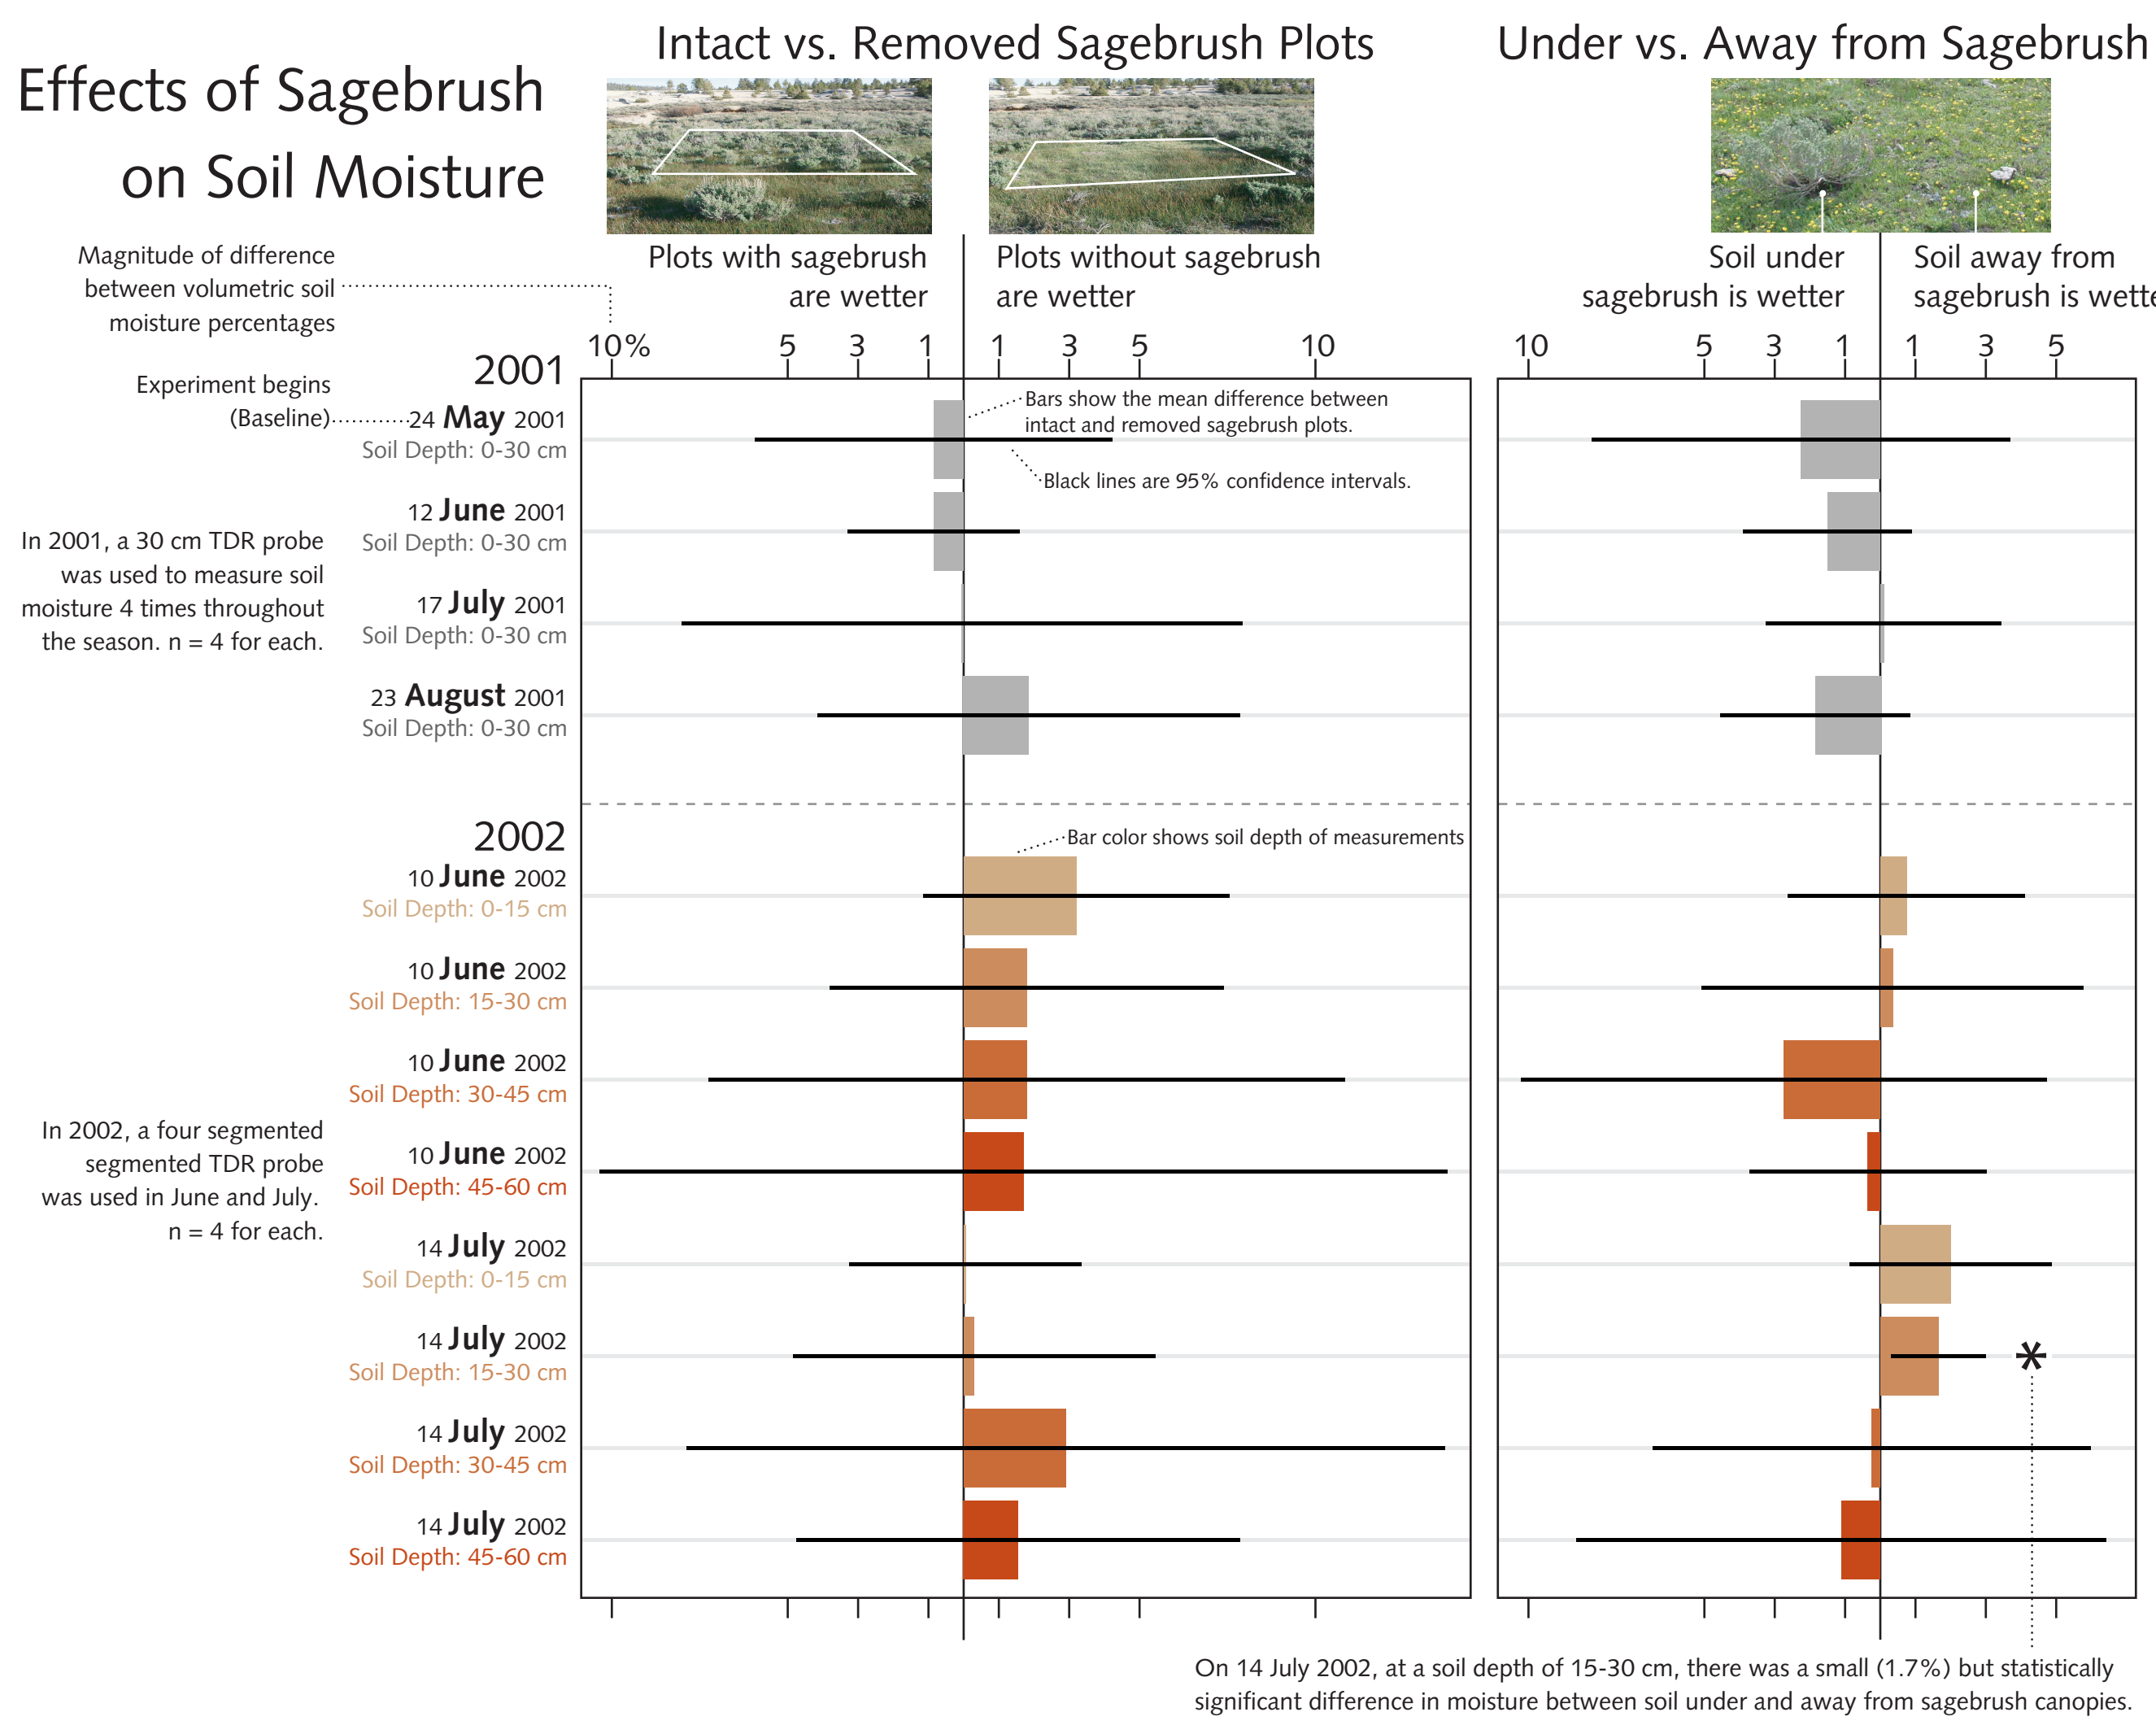 Effects of Sagebrush
on Soil Moisture
Intact vs. Removed Sagebrush Plots
Under vs. Away from Sagebrush
Plots with sagebrush
are wetter
Plots without sagebrush
are wetter
Soil under
sagebrush is wetter
Soil away from
sagebrush is wette
Magnitude of difference
between volumetric soil
moisture percentages
10% 5 3 1 1 3 5 10
10 5 3 1 1 3 5
2001
Experiment begins
(Baseline)
24 May 2001
Soil Depth: 0-30 cm
Bars show the mean difference between
intact and removed sagebrush plots.
Black lines are 95% confidence intervals.
12 June 2001
Soil Depth: 0-30 cm
In 2001, a 30 cm TDR probe
was used to measure soil
moisture 4 times throughout
the season. n = 4 for each.
17 July 2001
Soil Depth: 0-30 cm
23 August 2001
Soil Depth: 0-30 cm
2002
Bar color shows soil depth of measurements
10 June 2002
Soil Depth: 0-15 cm
10 June 2002
Soil Depth: 15-30 cm
10 June 2002
Soil Depth: 30-45 cm
In 2002, a four segmented
segmented TDR probe
was used in June and July.
n = 4 for each.
10 June 2002
Soil Depth: 45-60 cm
14 July 2002
Soil Depth: 0-15 cm
14 July 2002
Soil Depth: 15-30 cm
*
14 July 2002
Soil Depth: 30-45 cm
14 July 2002
Soil Depth: 45-60 cm
On 14 July 2002, at a soil depth of 15-30 cm, there was a small (1.7%) but statistically
significant difference in moisture between soil under and away from sagebrush canopies.